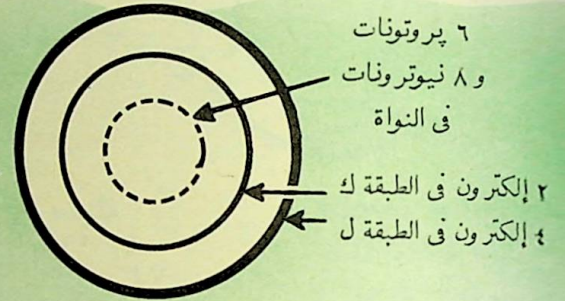 ٦ پروتونات
و ٨ نيوترونات
فى النواة
٢ إلكترون فى الطبقة ك
٤ إلكترون فى الطبقة ل